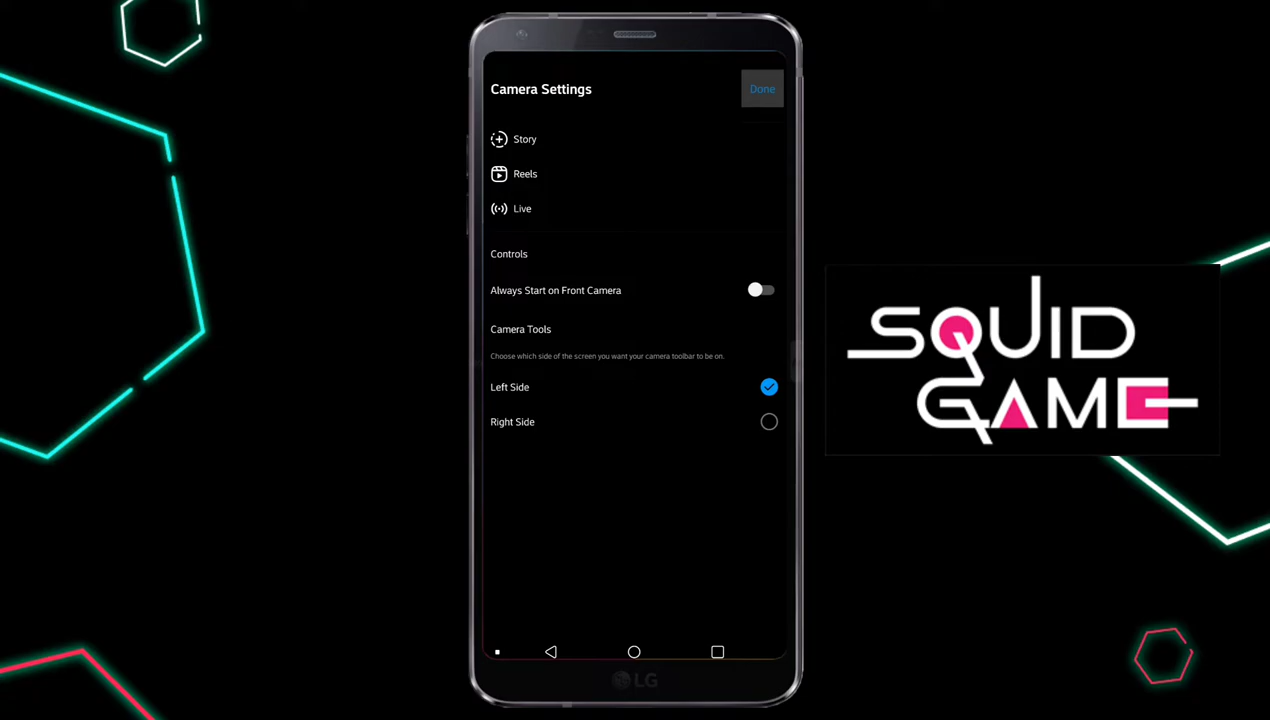 Camera Settings
Done
Story
Reels
Live
Controls
Always Start on Front Camera
Camera Tools
Choose which side of the screen you want your camera toolbar to be on.
Left Side
Right Side
LG
SQUID
GAME